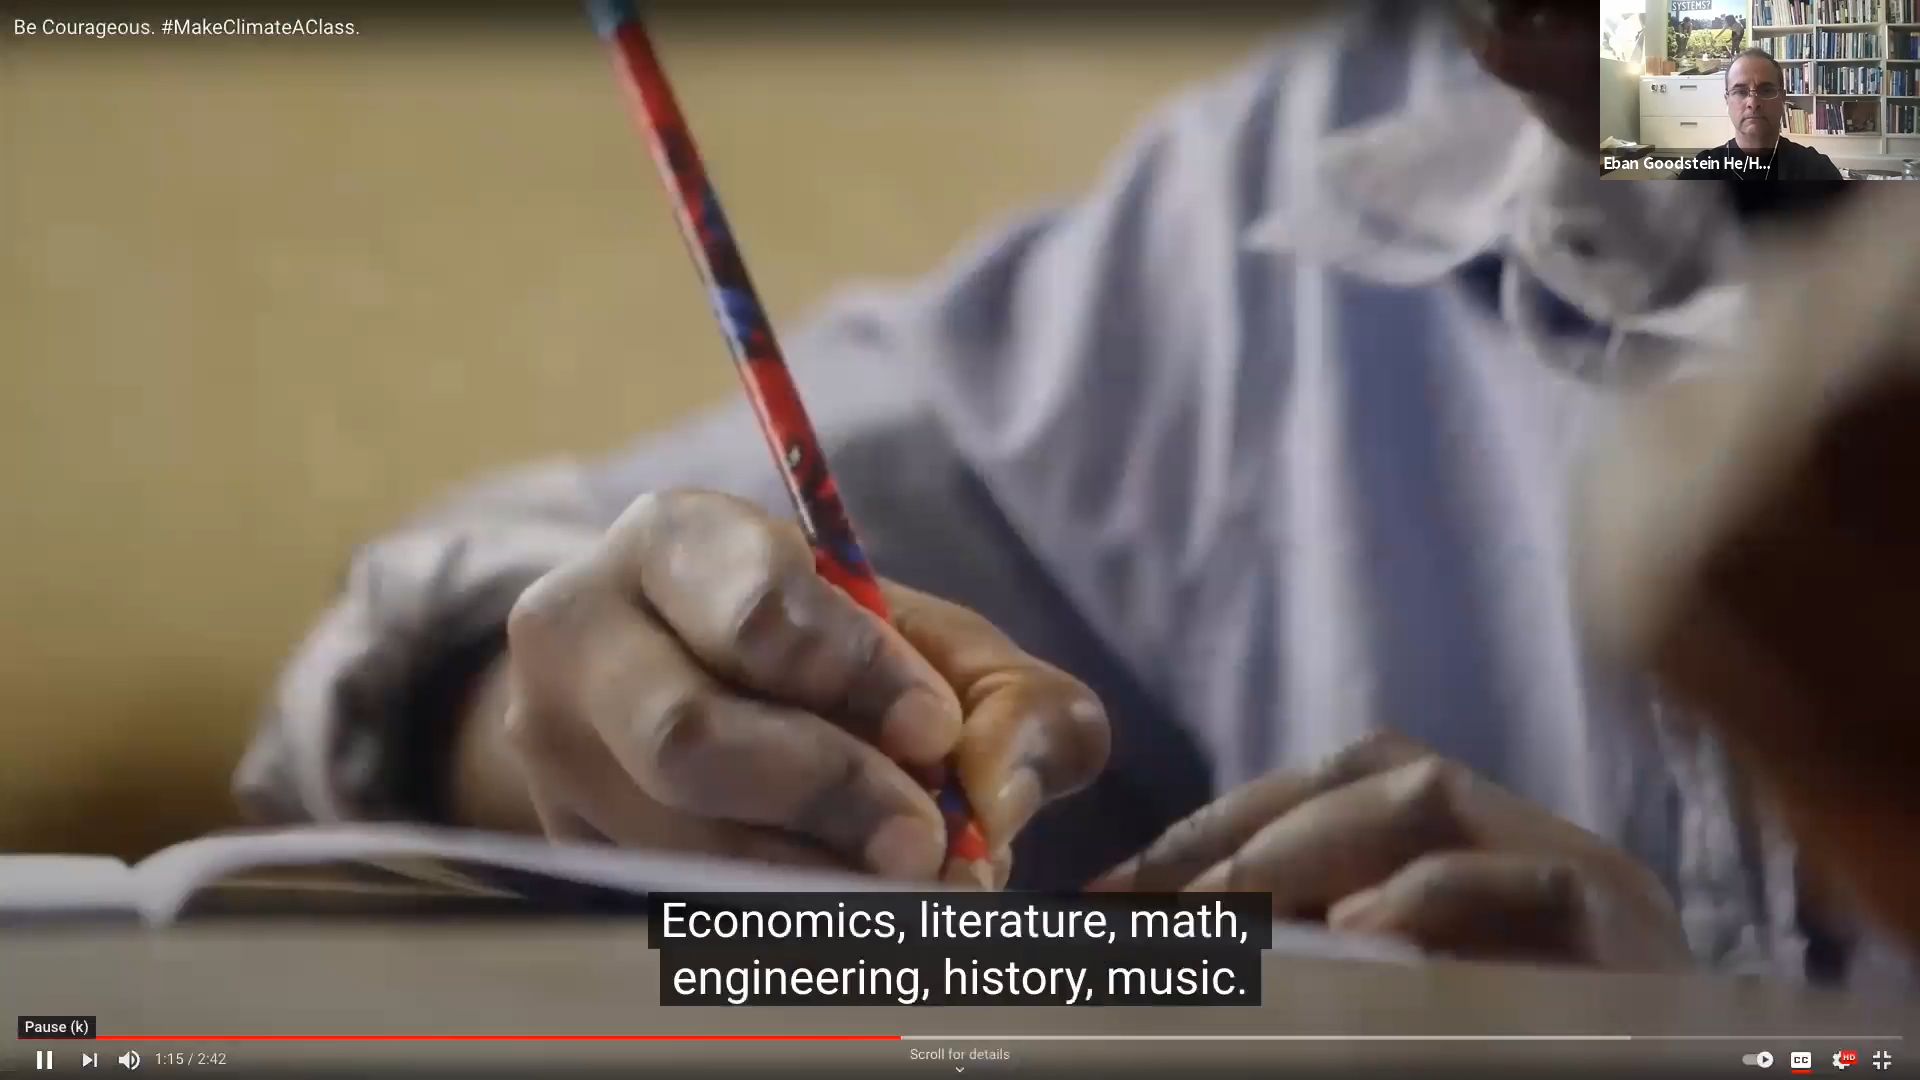 Be Courageous. #MakeClimateAClass.
SYSTEMS?
Eban Goodstein He/H...
Economics, literature, math,
engineering, history, music.
Pause (k)
1:15 / 2:42
Scroll for details
CC
HD